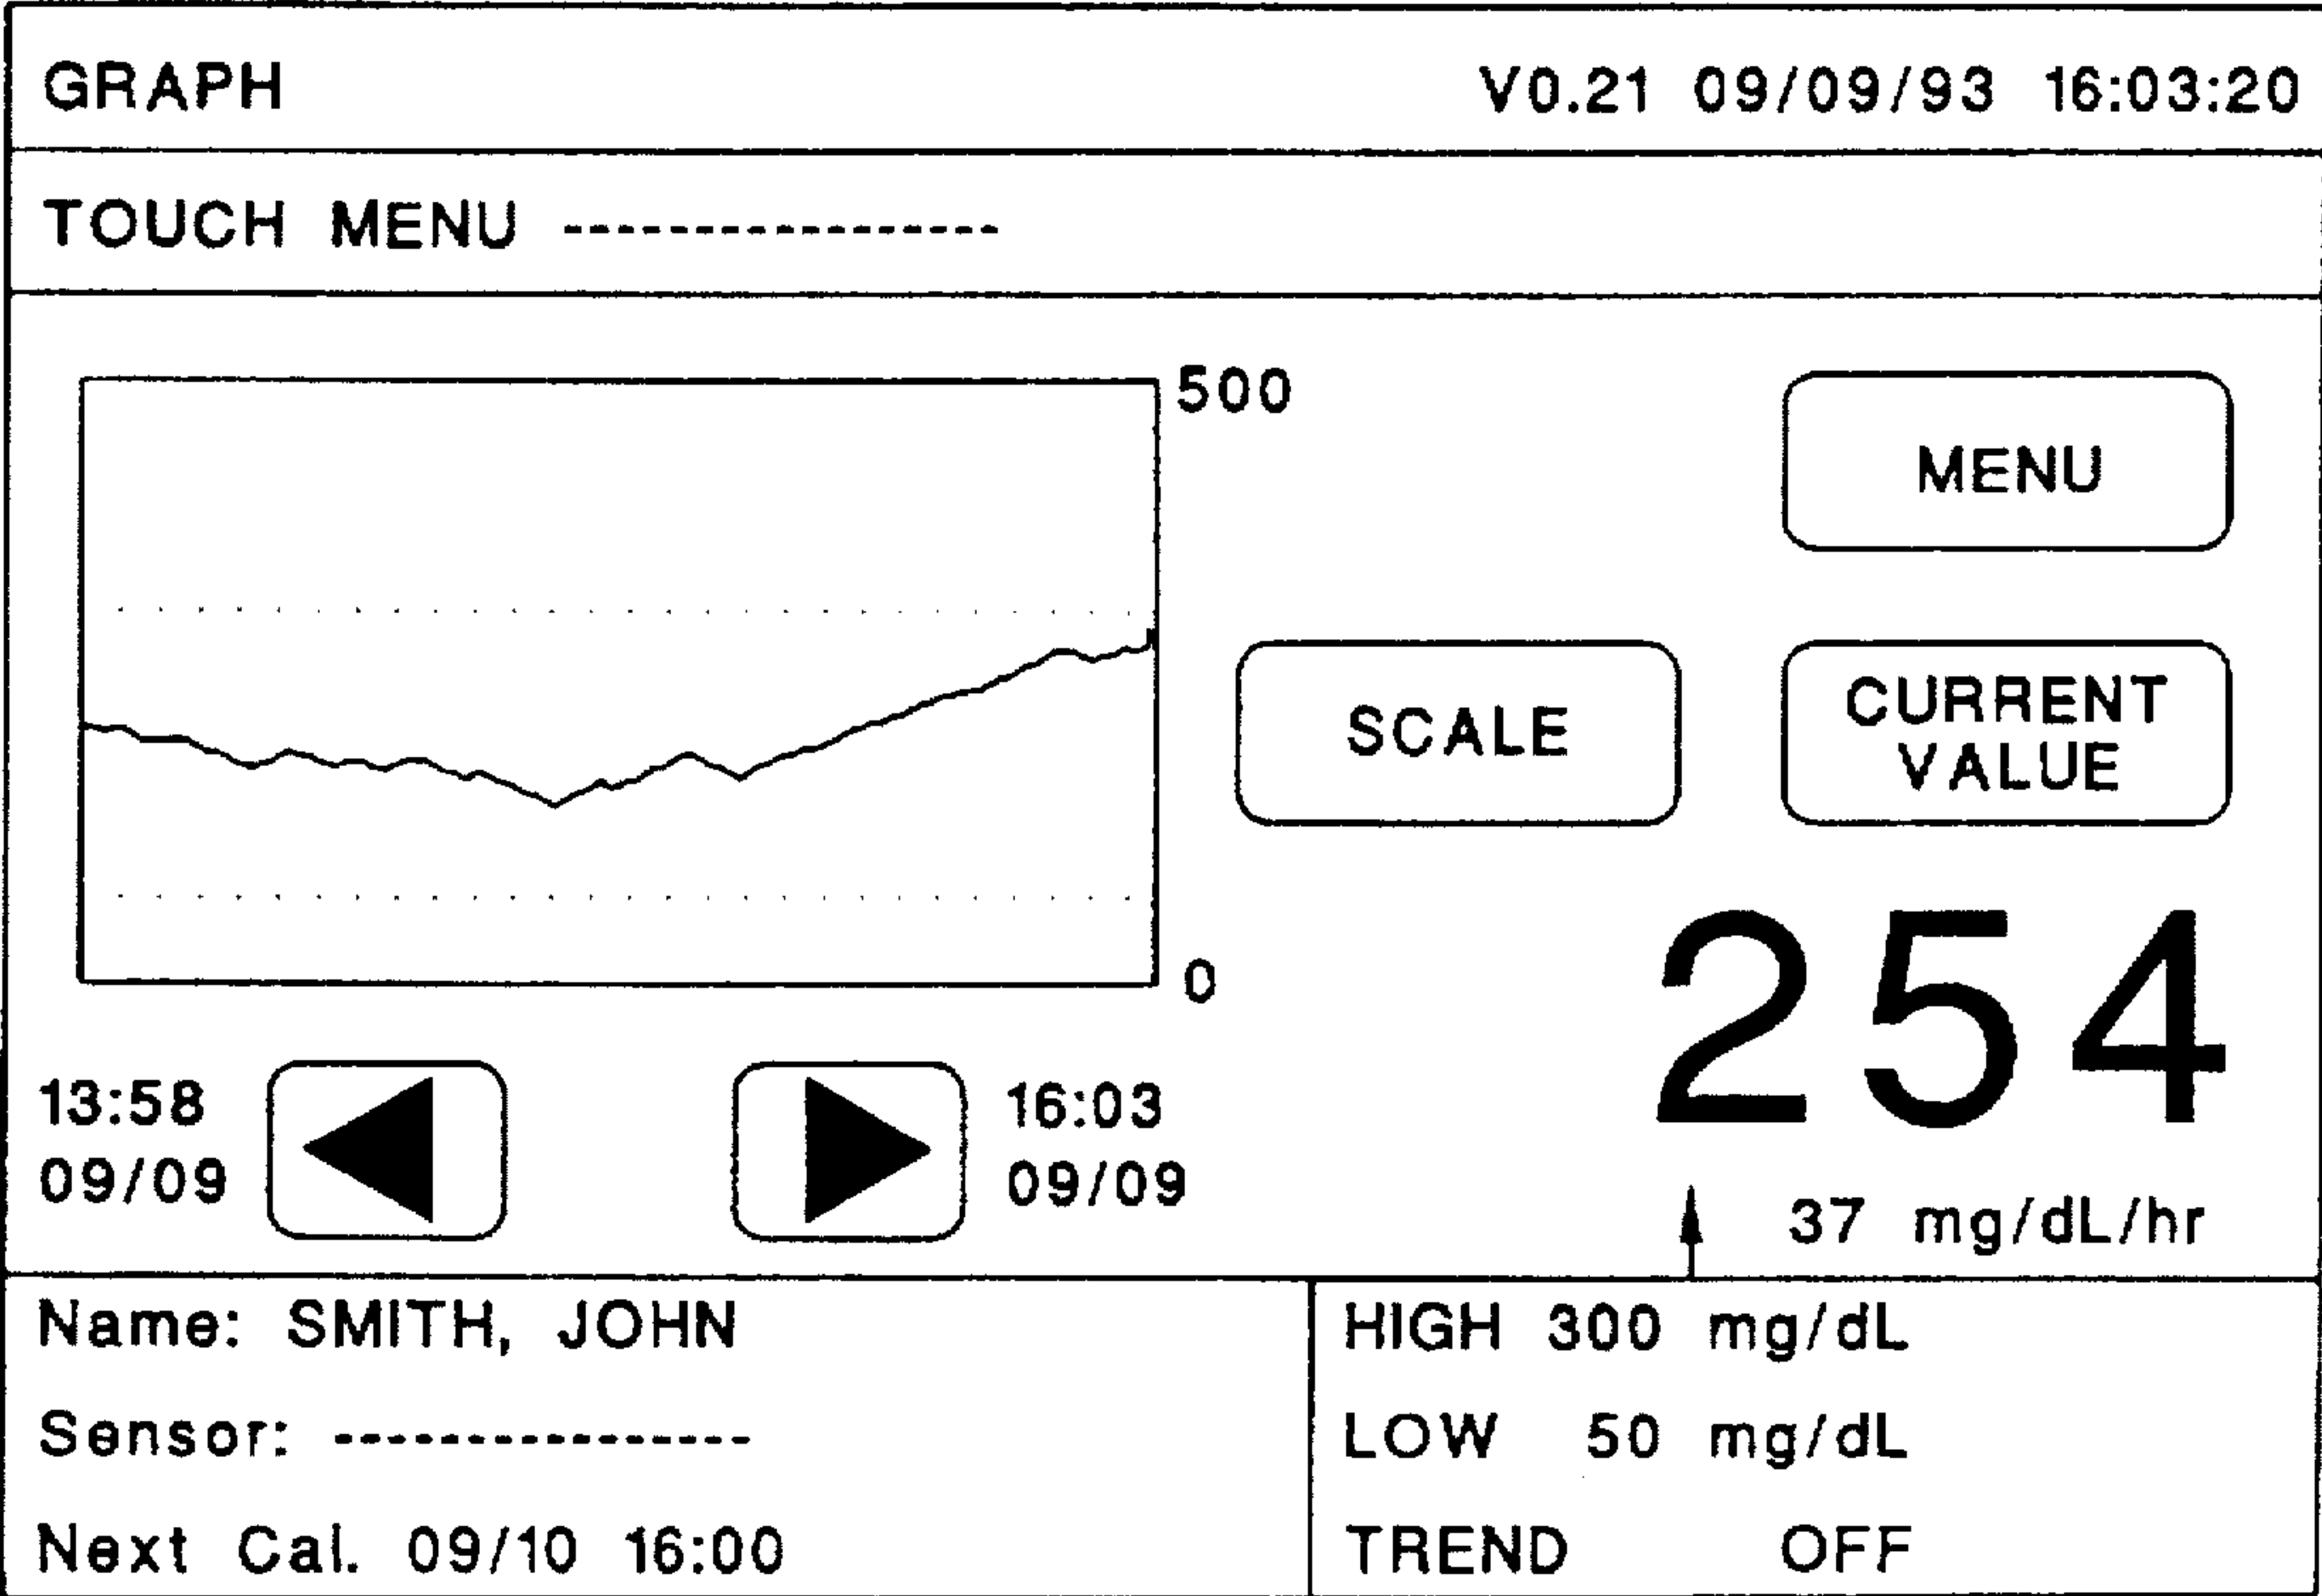 GRAPH V0.21 09/09/93 16:03:20
TOUCH MENU -----------------
500
MENU
SCALE
CURRENT
VALUE
0
254
13:58
09/09
16:03
09/09
37 mg/dL/hr
Name: SMITH, JOHN
Sensor: ----------------
Next Cal. 09/10 16:00
HIGH 300 mg/dL
LOW 50 mg/dL
TREND OFF